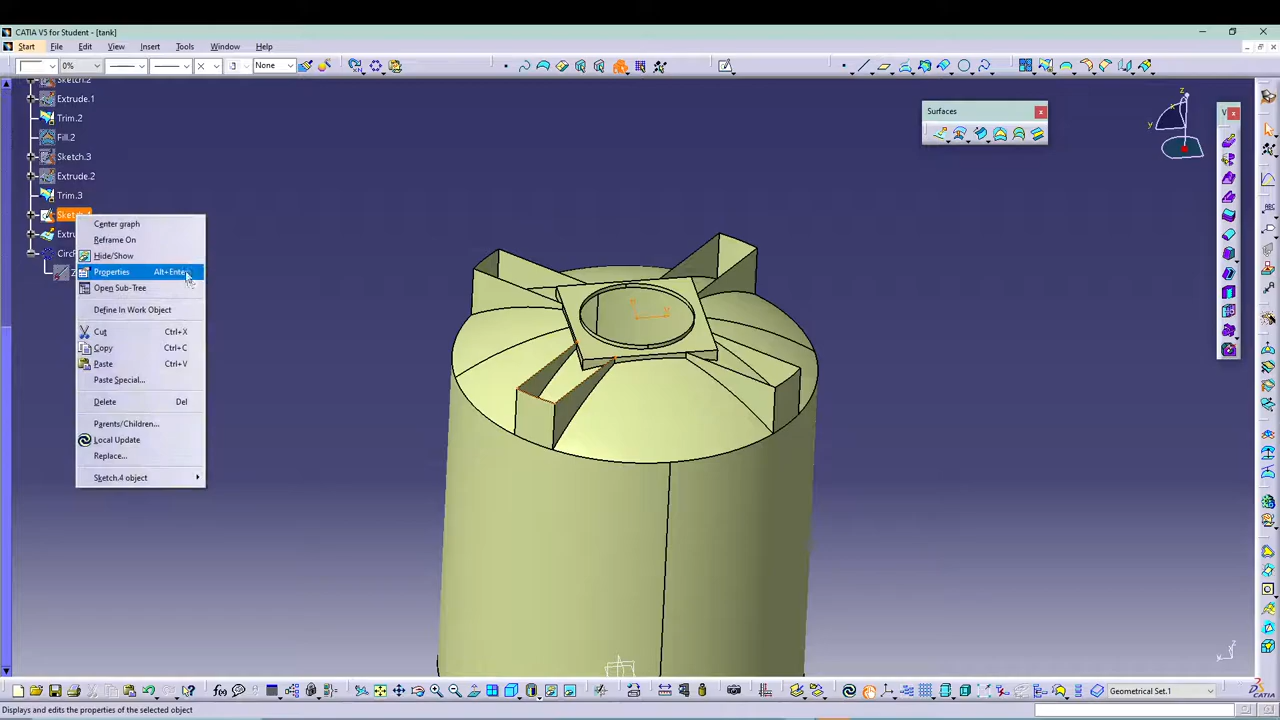 CATIA V5 for Student - [tank]
Start File Edit View Insert Tools Window Help
0% None
Surfaces
Sketch.2
Extrude.1
Trim.2
Fill.2
Sketch.3
Extrude.2
Trim.3
Center graph
Reframe On
Hide/Show
Properties Alt+Enter
Open Sub-Tree
Define In Work Object
Cut Ctrl+X
Copy Ctrl+C
Paste Ctrl+V
Paste Special...
Delete Del
Parents/Children...
Local Update
Replace...
Sketch.4 object
z
x
y
Geometrical Set.1
CATIA
Displays and edits the properties of the selected object